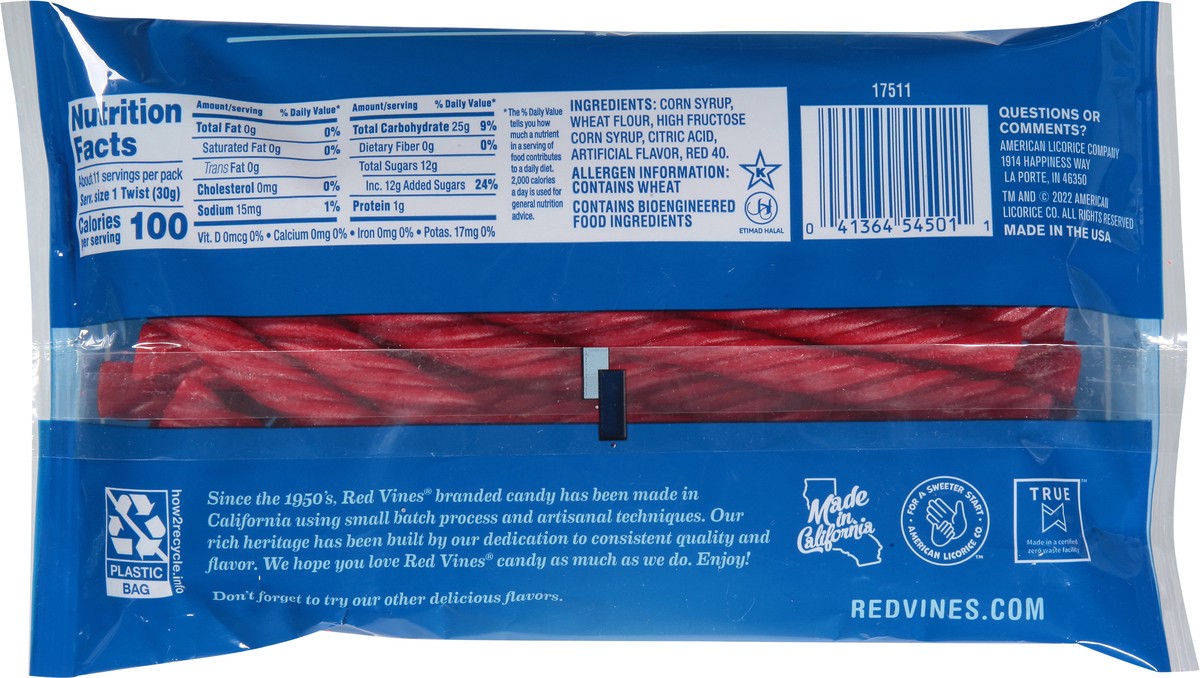 Nutrition
Facts
About 11 servings per pack
Serv. size 1 Twist (30g)
Calories
per serving 100
Amount/serving % Daily Value*
Total Fat 0g 0%
Saturated Fat 0g 0%
Trans Fat 0g
Cholesterol 0mg 0%
Sodium 15mg 1%
Amount/serving % Daily Value*
Total Carbohydrate 25g 9%
Dietary Fiber 0g 0%
Total Sugars 12g
Inc. 12g Added Sugars 24%
Protein 1g
Vit. D 0mcg 0% • Calcium 0mg 0% • Iron 0mg 0% • Potas. 17mg 0%
*The % Daily Value
tells you how
much a nutrient
in a serving of
food contributes
to a daily diet.
2,000 calories
a day is used for
general nutrition
advice.
INGREDIENTS: CORN SYRUP,
WHEAT FLOUR, HIGH FRUCTOSE
CORN SYRUP, CITRIC ACID,
ARTIFICIAL FLAVOR, RED 40.
ALLERGEN INFORMATION:
CONTAINS WHEAT
CONTAINS BIOENGINEERED
FOOD INGREDIENTS
K
ETIMAD HALAL
17511
0 41364 54501 1
QUESTIONS OR
COMMENTS?
AMERICAN LICORICE COMPANY
1914 HAPPINESS WAY
LA PORTE, IN 46350
TM AND © 2022 AMERICAN
LICORICE CO. ALL RIGHTS RESERVED
MADE IN THE USA
PLASTIC
BAG
how2recycle.info
Since the 1950's, Red Vines® branded candy has been made in
California using small batch process and artisanal techniques. Our
rich heritage has been built by our dedication to consistent quality and
flavor. We hope you love Red Vines® candy as much as we do. Enjoy!
Don't forget to try our other delicious flavors.
Made
in
California
• FOR A SWEETER START •
AMERICAN LICORICE CO.
TM
TRUE
TM
Made in a certified
zero waste facility
REDVINES.COM